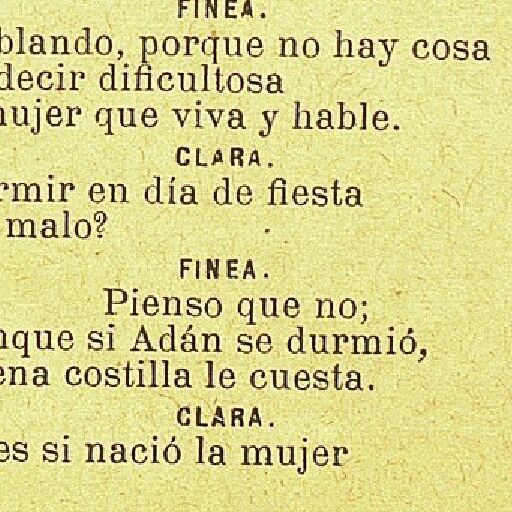 FINEA.
blando, porque no hay cosa
decir dificultosa
mujer que viva y hable.
CLARA.
rmir en día de fiesta
malo?
FINEA.
Pienso que no;
nque si Adán se durmió,
ena costilla le cuesta.
CLARA.
es si nació la mujer